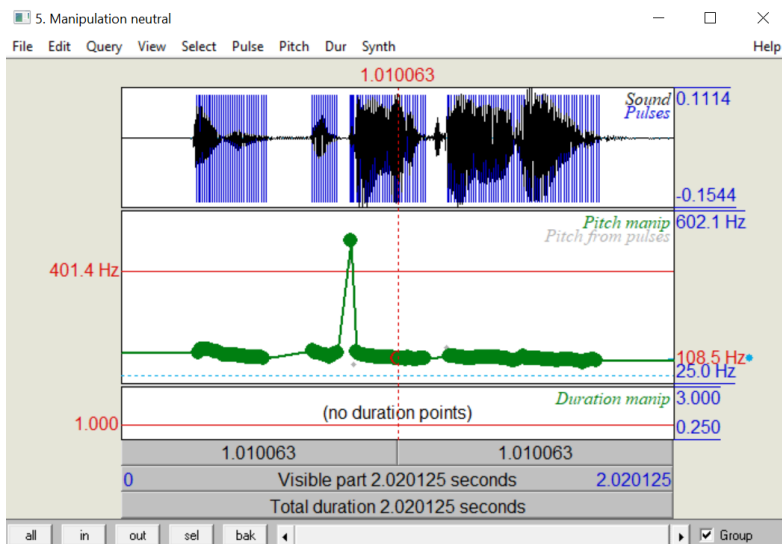 5. Manipulation neutral
File Edit Query View Select Pulse Pitch Dur Synth Help
1.010063
Sound 0.1114
Pulses
-0.1544
Pitch manip 602.1 Hz
Pitch from pulses
401.4 Hz
108.5 Hz
25.0 Hz
Duration manip 3.000
(no duration points)
1.000 0.250
1.010063 1.010063
0 Visible part 2.020125 seconds 2.020125
Total duration 2.020125 seconds
all in out sel bak Group